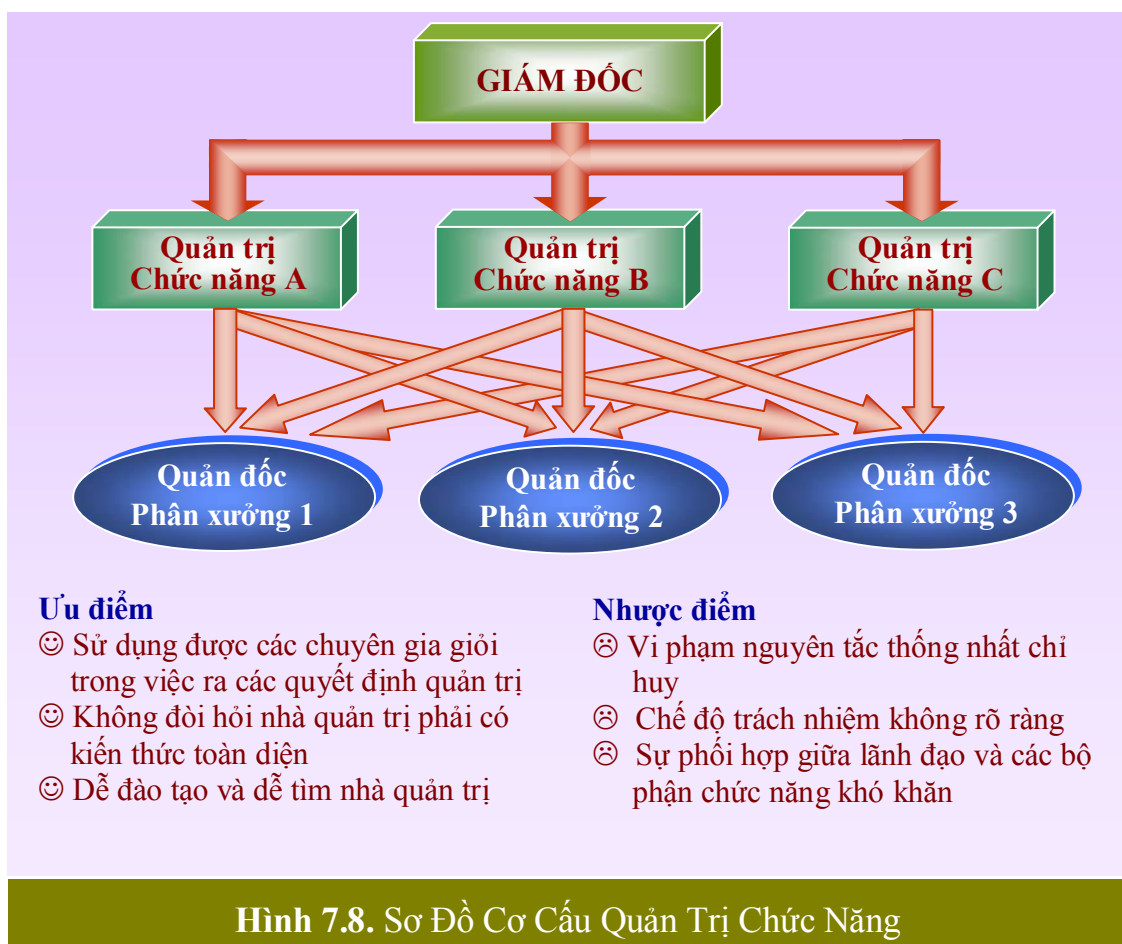 GIÁM ĐỐC
Quản trị
Chức năng A
Quản trị
Chức năng B
Quản trị
Chức năng C
Quản đốc
Phân xưởng 1
Quản đốc
Phân xưởng 2
Quản đốc
Phân xưởng 3
Ưu điểm
☺ Sử dụng được các chuyên gia giỏi
trong việc ra các quyết định quản trị
☺ Không đòi hỏi nhà quản trị phải có
kiến thức toàn diện
☺ Dễ đào tạo và dễ tìm nhà quản trị
Nhược điểm
☹ Vi phạm nguyên tắc thống nhất chỉ
huy
☹ Chế độ trách nhiệm không rõ ràng
☹ Sự phối hợp giữa lãnh đạo và các bộ
phận chức năng khó khăn
Hình 7.8. Sơ Đồ Cơ Cấu Quản Trị Chức Năng